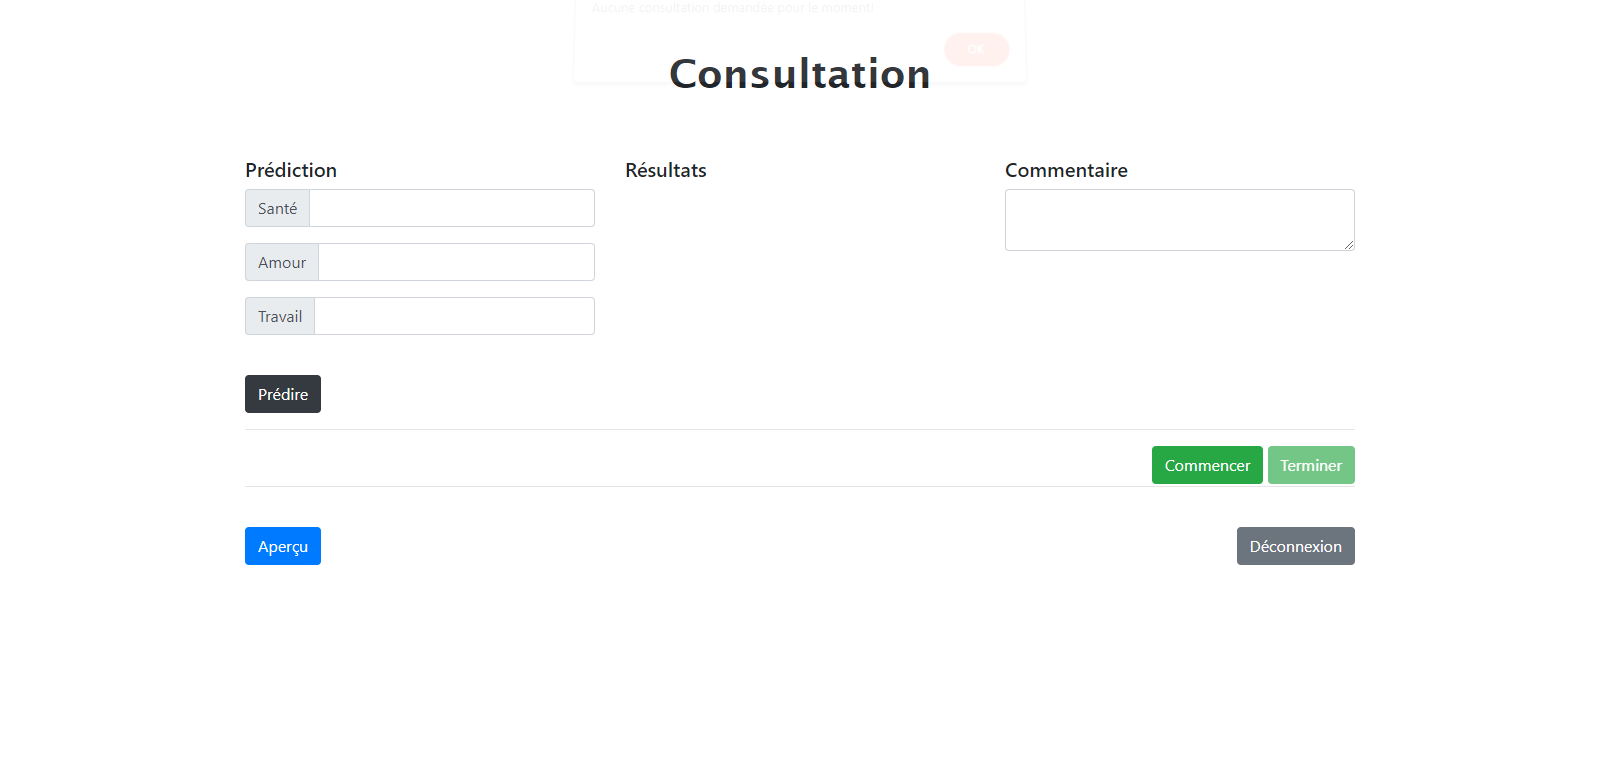 Aucune consultation demandée pour le moment!
OK
Consultation
Prédiction
Résultats
Commentaire
Santé
Amour
Travail
Prédire
Commencer
Terminer
Aperçu
Déconnexion